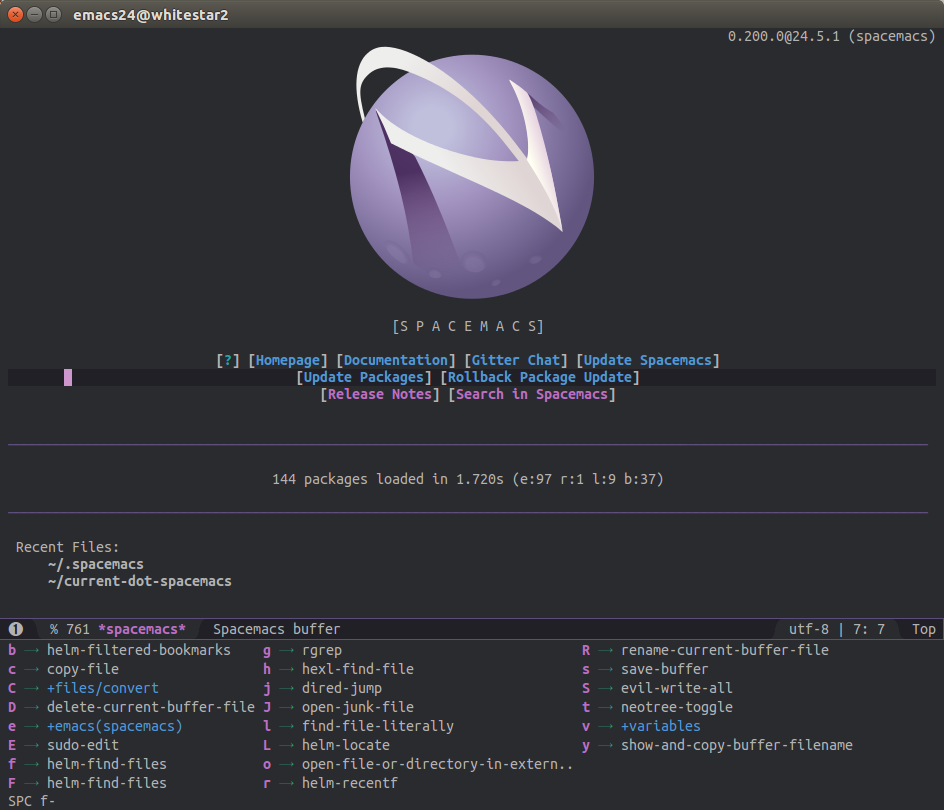 emacs24@whitestar2
0.200.0@24.5.1 (spacemacs)
[S P A C E M A C S]
[?] [Homepage] [Documentation] [Gitter Chat] [Update Spacemacs]
[Update Packages] [Rollback Package Update]
[Release Notes] [Search in Spacemacs]
144 packages loaded in 1.720s (e:97 r:1 l:9 b:37)
Recent Files:
~/.spacemacs
~/current-dot-spacemacs
❶ % 761 *spacemacs* Spacemacs buffer utf-8 | 7: 7 Top
b → helm-filtered-bookmarks g → rgrep R → rename-current-buffer-file
c → copy-file h → hexl-find-file s → save-buffer
C → +files/convert j → dired-jump S → evil-write-all
D → delete-current-buffer-file J → open-junk-file t → neotree-toggle
e → +emacs(spacemacs) l → find-file-literally v → +variables
E → sudo-edit L → helm-locate y → show-and-copy-buffer-filename
f → helm-find-files o → open-file-or-directory-in-extern..
F → helm-find-files r → helm-recentf
SPC f-